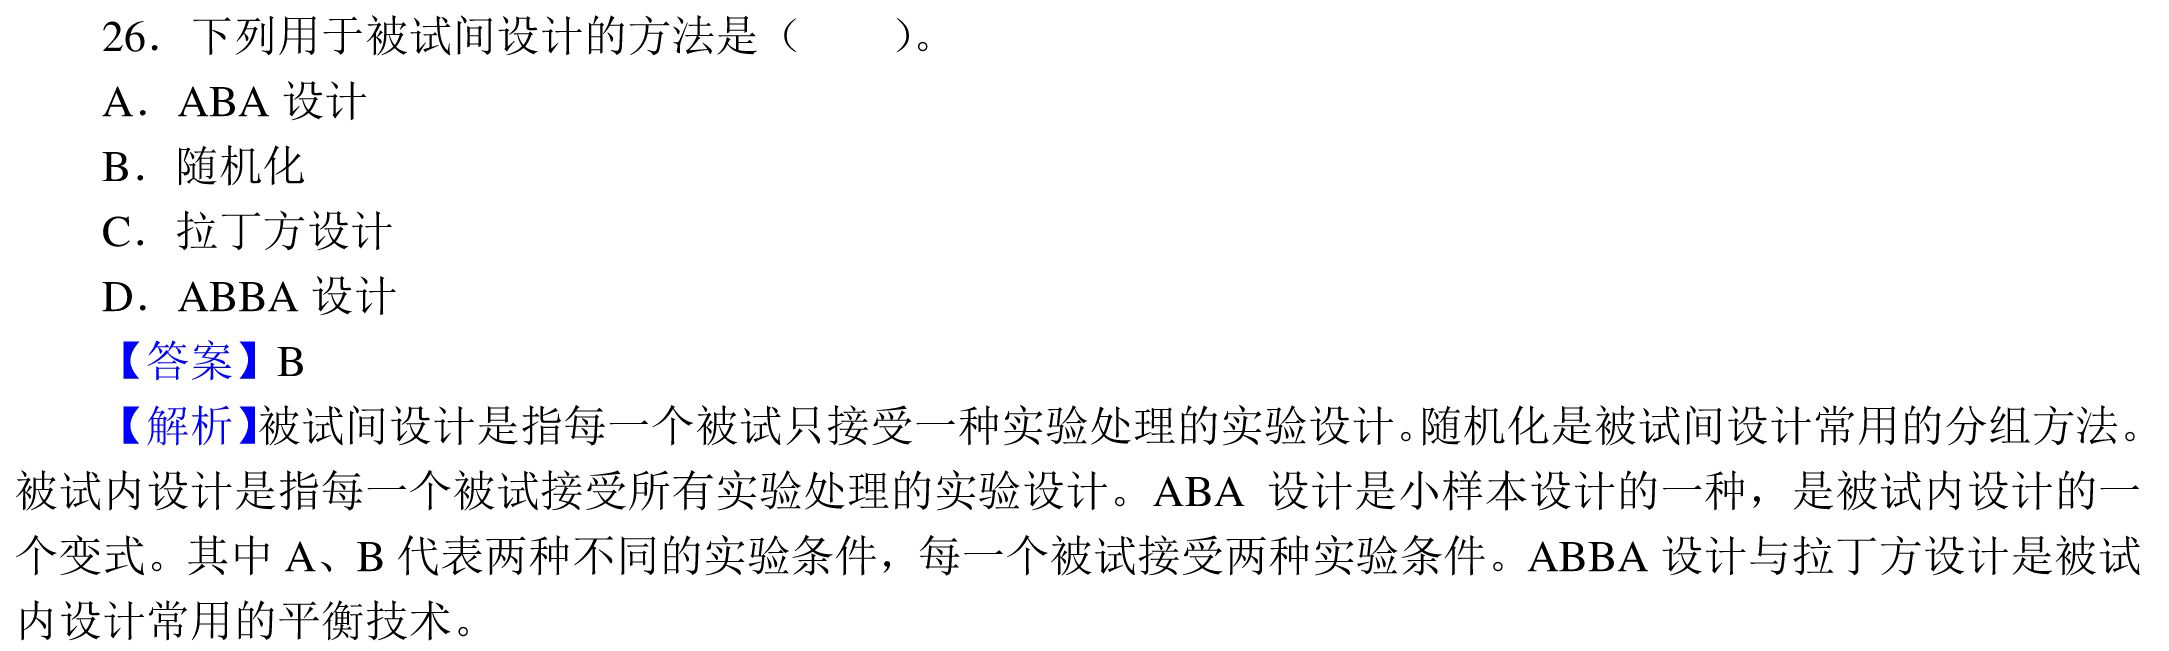 26．下列用于被试间设计的方法是（　　）。
A．ABA 设计
B．随机化
C．拉丁方设计
D．ABBA 设计
【答案】B
【解析】被试间设计是指每一个被试只接受一种实验处理的实验设计。随机化是被试间设计常用的分组方法。
被试内设计是指每一个被试接受所有实验处理的实验设计。ABA 设计是小样本设计的一种，是被试内设计的一
个变式。其中 A、B 代表两种不同的实验条件，每一个被试接受两种实验条件。ABBA 设计与拉丁方设计是被试
内设计常用的平衡技术。